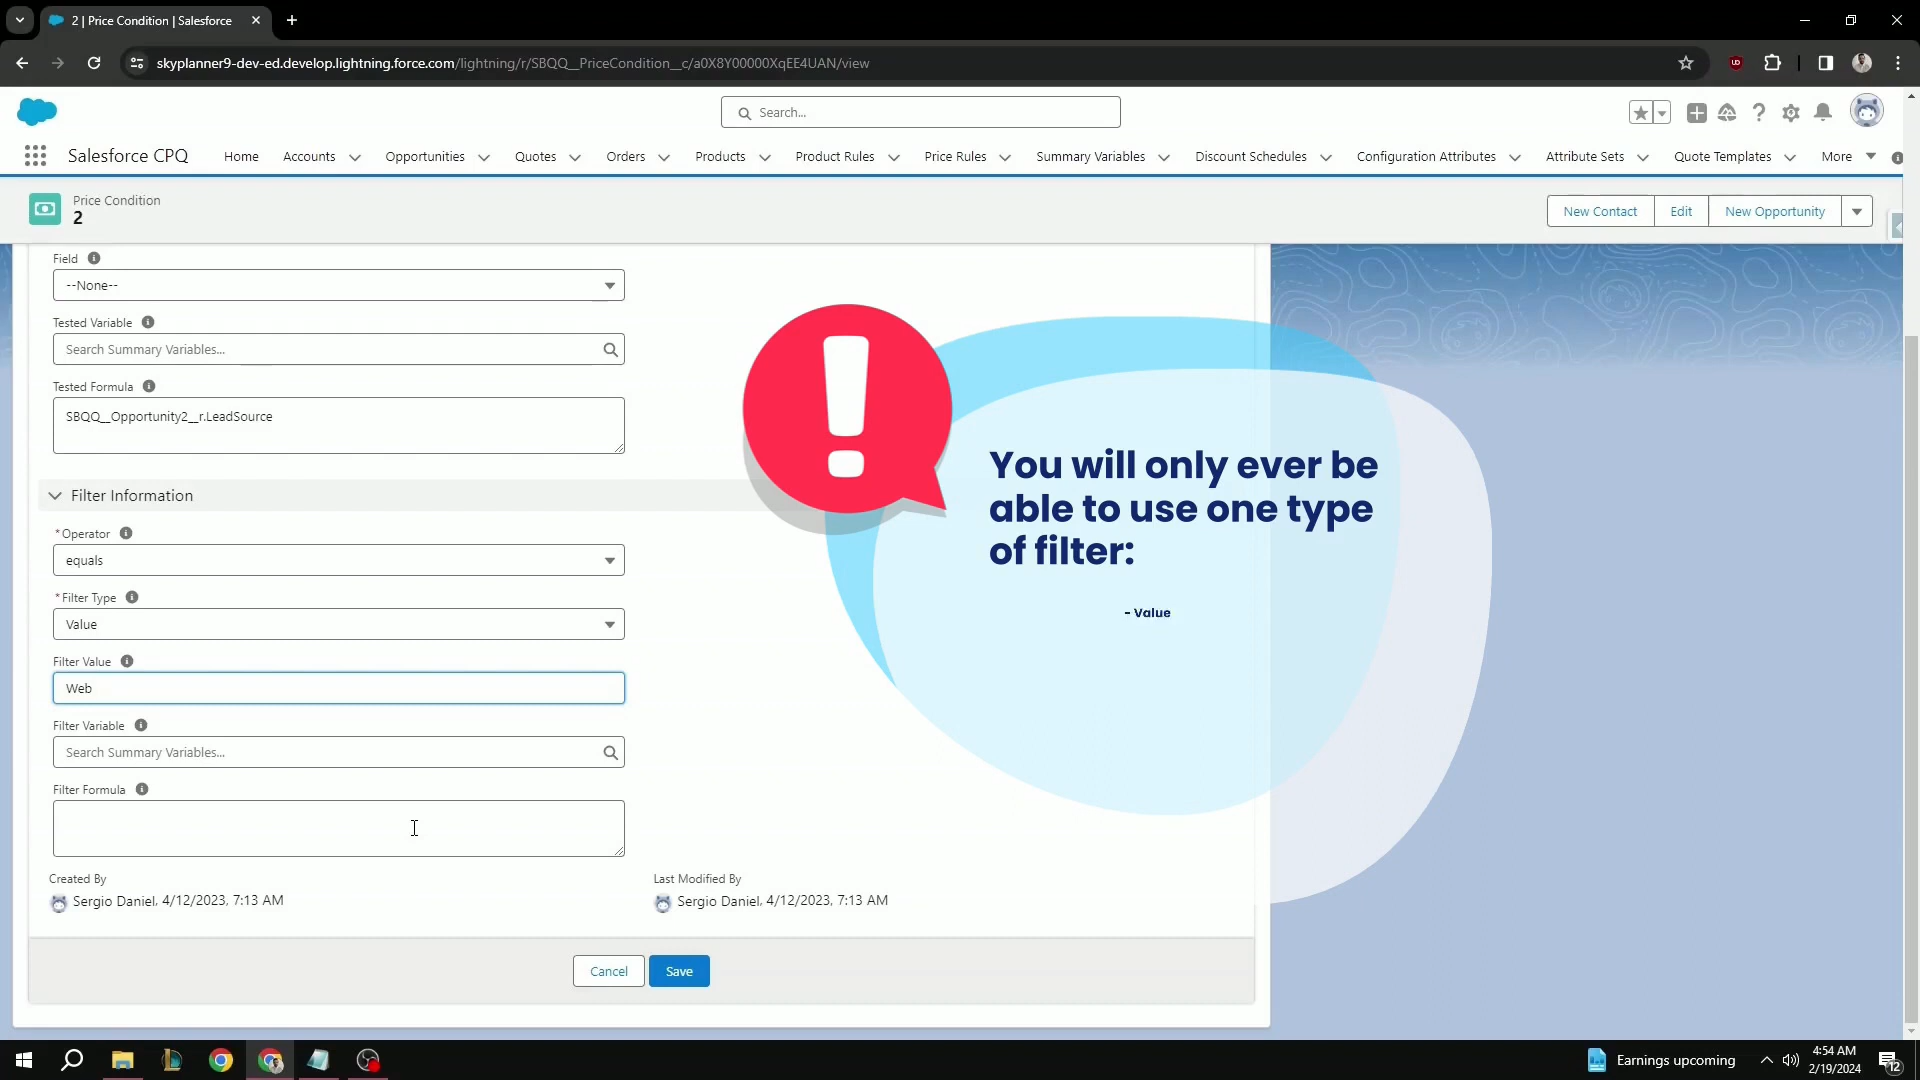 2 | Price Condition | Salesforce
skyplanner9-dev-ed.develop.lightning.force.com/lightning/r/SBQQ__PriceCondition__c/a0X8Y00000XqEE4UAN/view
Search...
Salesforce CPQ
Home
Accounts
Opportunities
Quotes
Orders
Products
Product Rules
Price Rules
Summary Variables
Discount Schedules
Configuration Attributes
Attribute Sets
Quote Templates
More
Price Condition
2
New Contact
Edit
New Opportunity
Field
--None--
Tested Variable
Search Summary Variables...
Tested Formula
SBQQ__Opportunity2__r.LeadSource
Filter Information
*Operator
equals
*Filter Type
Value
Filter Value
Web
Filter Variable
Search Summary Variables...
Filter Formula
Created By
Sergio Daniel, 4/12/2023, 7:13 AM
Last Modified By
Sergio Daniel, 4/12/2023, 7:13 AM
Cancel
Save
You will only ever be
able to use one type
of filter:
- Value
Earnings upcoming
4:54 AM
2/19/2024
12